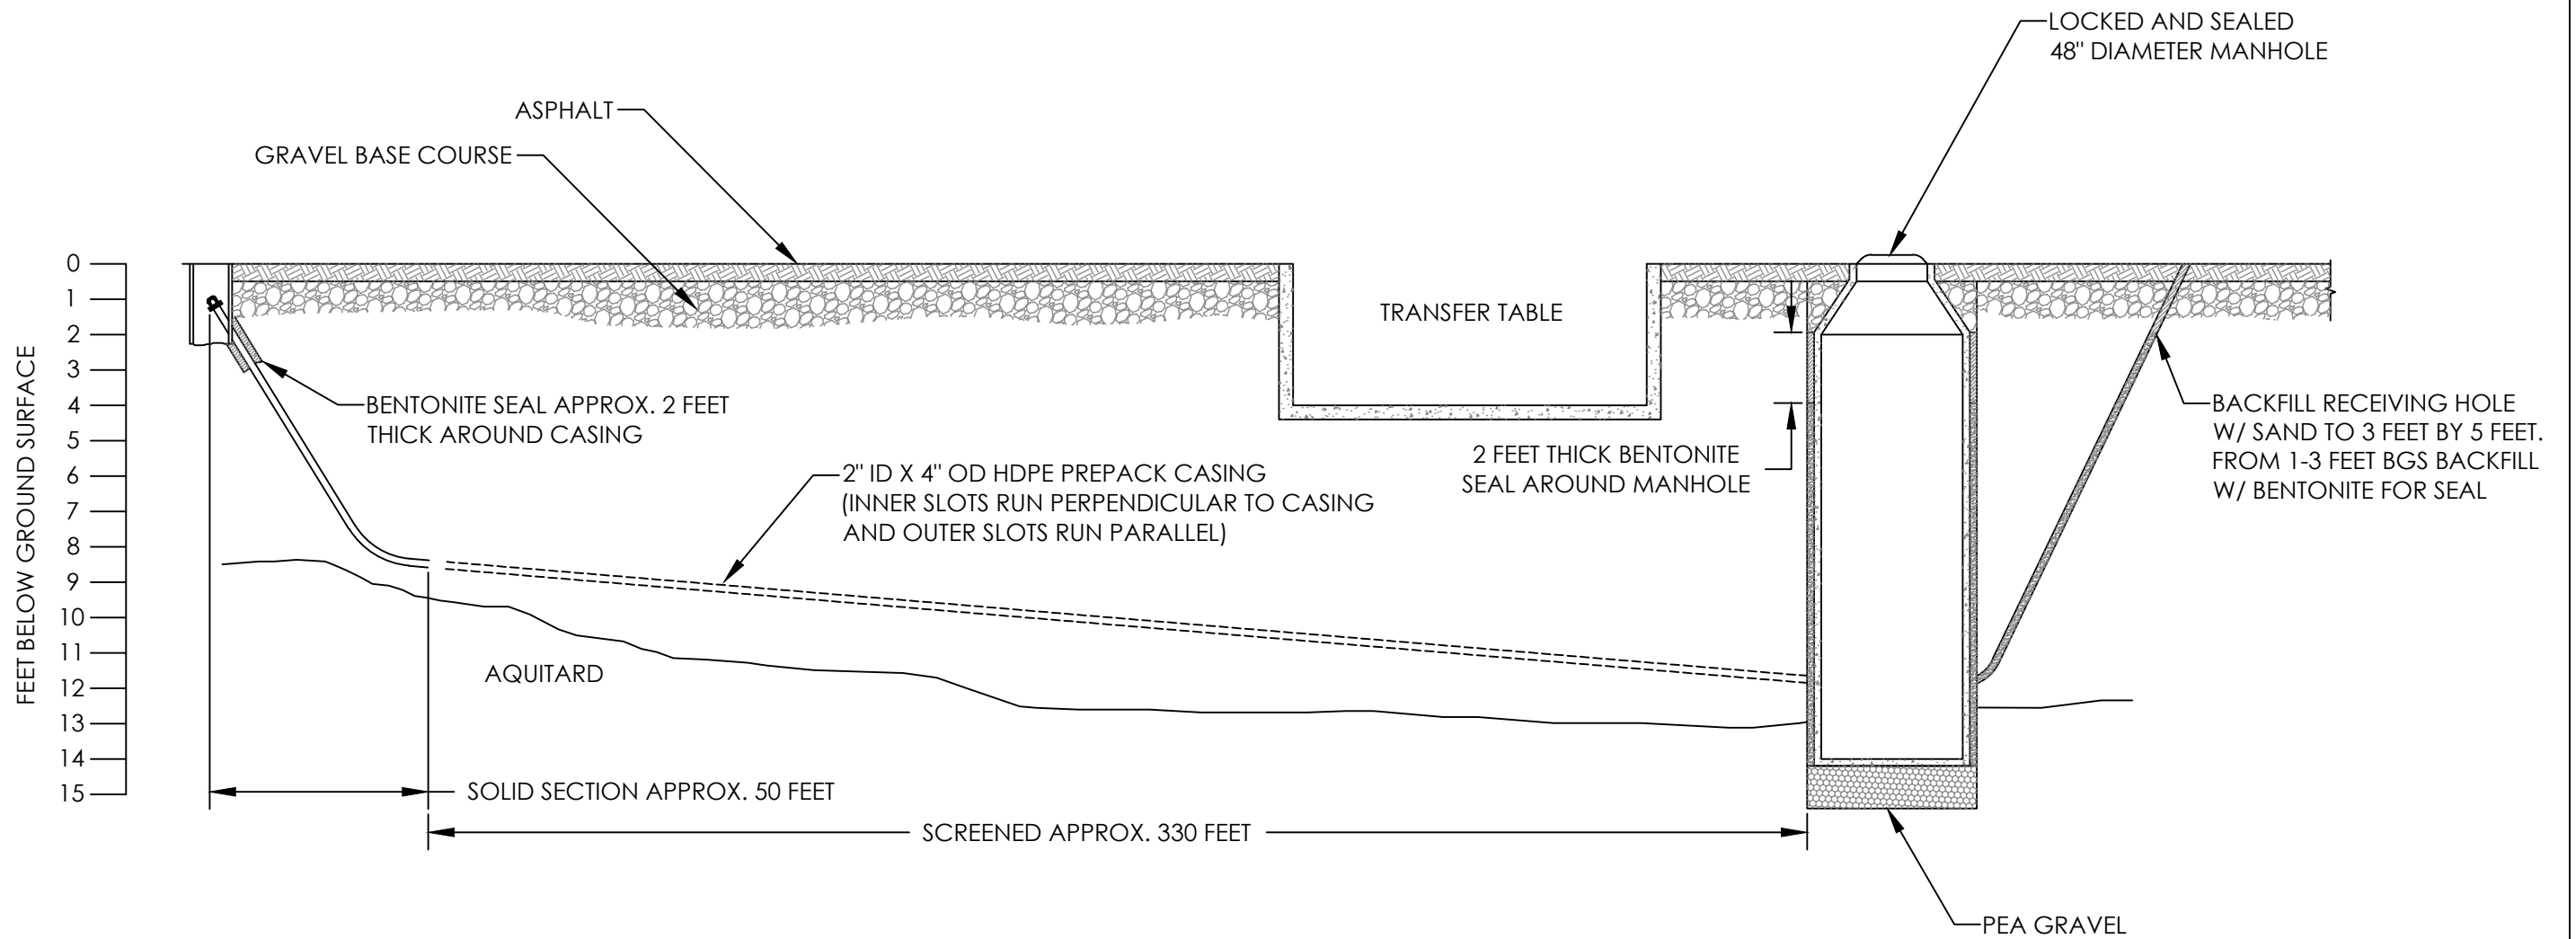 LOCKED AND SEALED
48" DIAMETER MANHOLE
ASPHALT
GRAVEL BASE COURSE
TRANSFER TABLE
FEET BELOW GROUND SURFACE
0
1
2
3
4
5
6
7
8
9
10
11
12
13
14
15
BENTONITE SEAL APPROX. 2 FEET
THICK AROUND CASING
2" ID X 4" OD HDPE PREPACK CASING
(INNER SLOTS RUN PERPENDICULAR TO CASING
AND OUTER SLOTS RUN PARALLEL)
2 FEET THICK BENTONITE
SEAL AROUND MANHOLE
BACKFILL RECEIVING HOLE
W/ SAND TO 3 FEET BY 5 FEET.
FROM 1-3 FEET BGS BACKFILL
W/ BENTONITE FOR SEAL
AQUITARD
SOLID SECTION APPROX. 50 FEET
SCREENED APPROX. 330 FEET
PEA GRAVEL